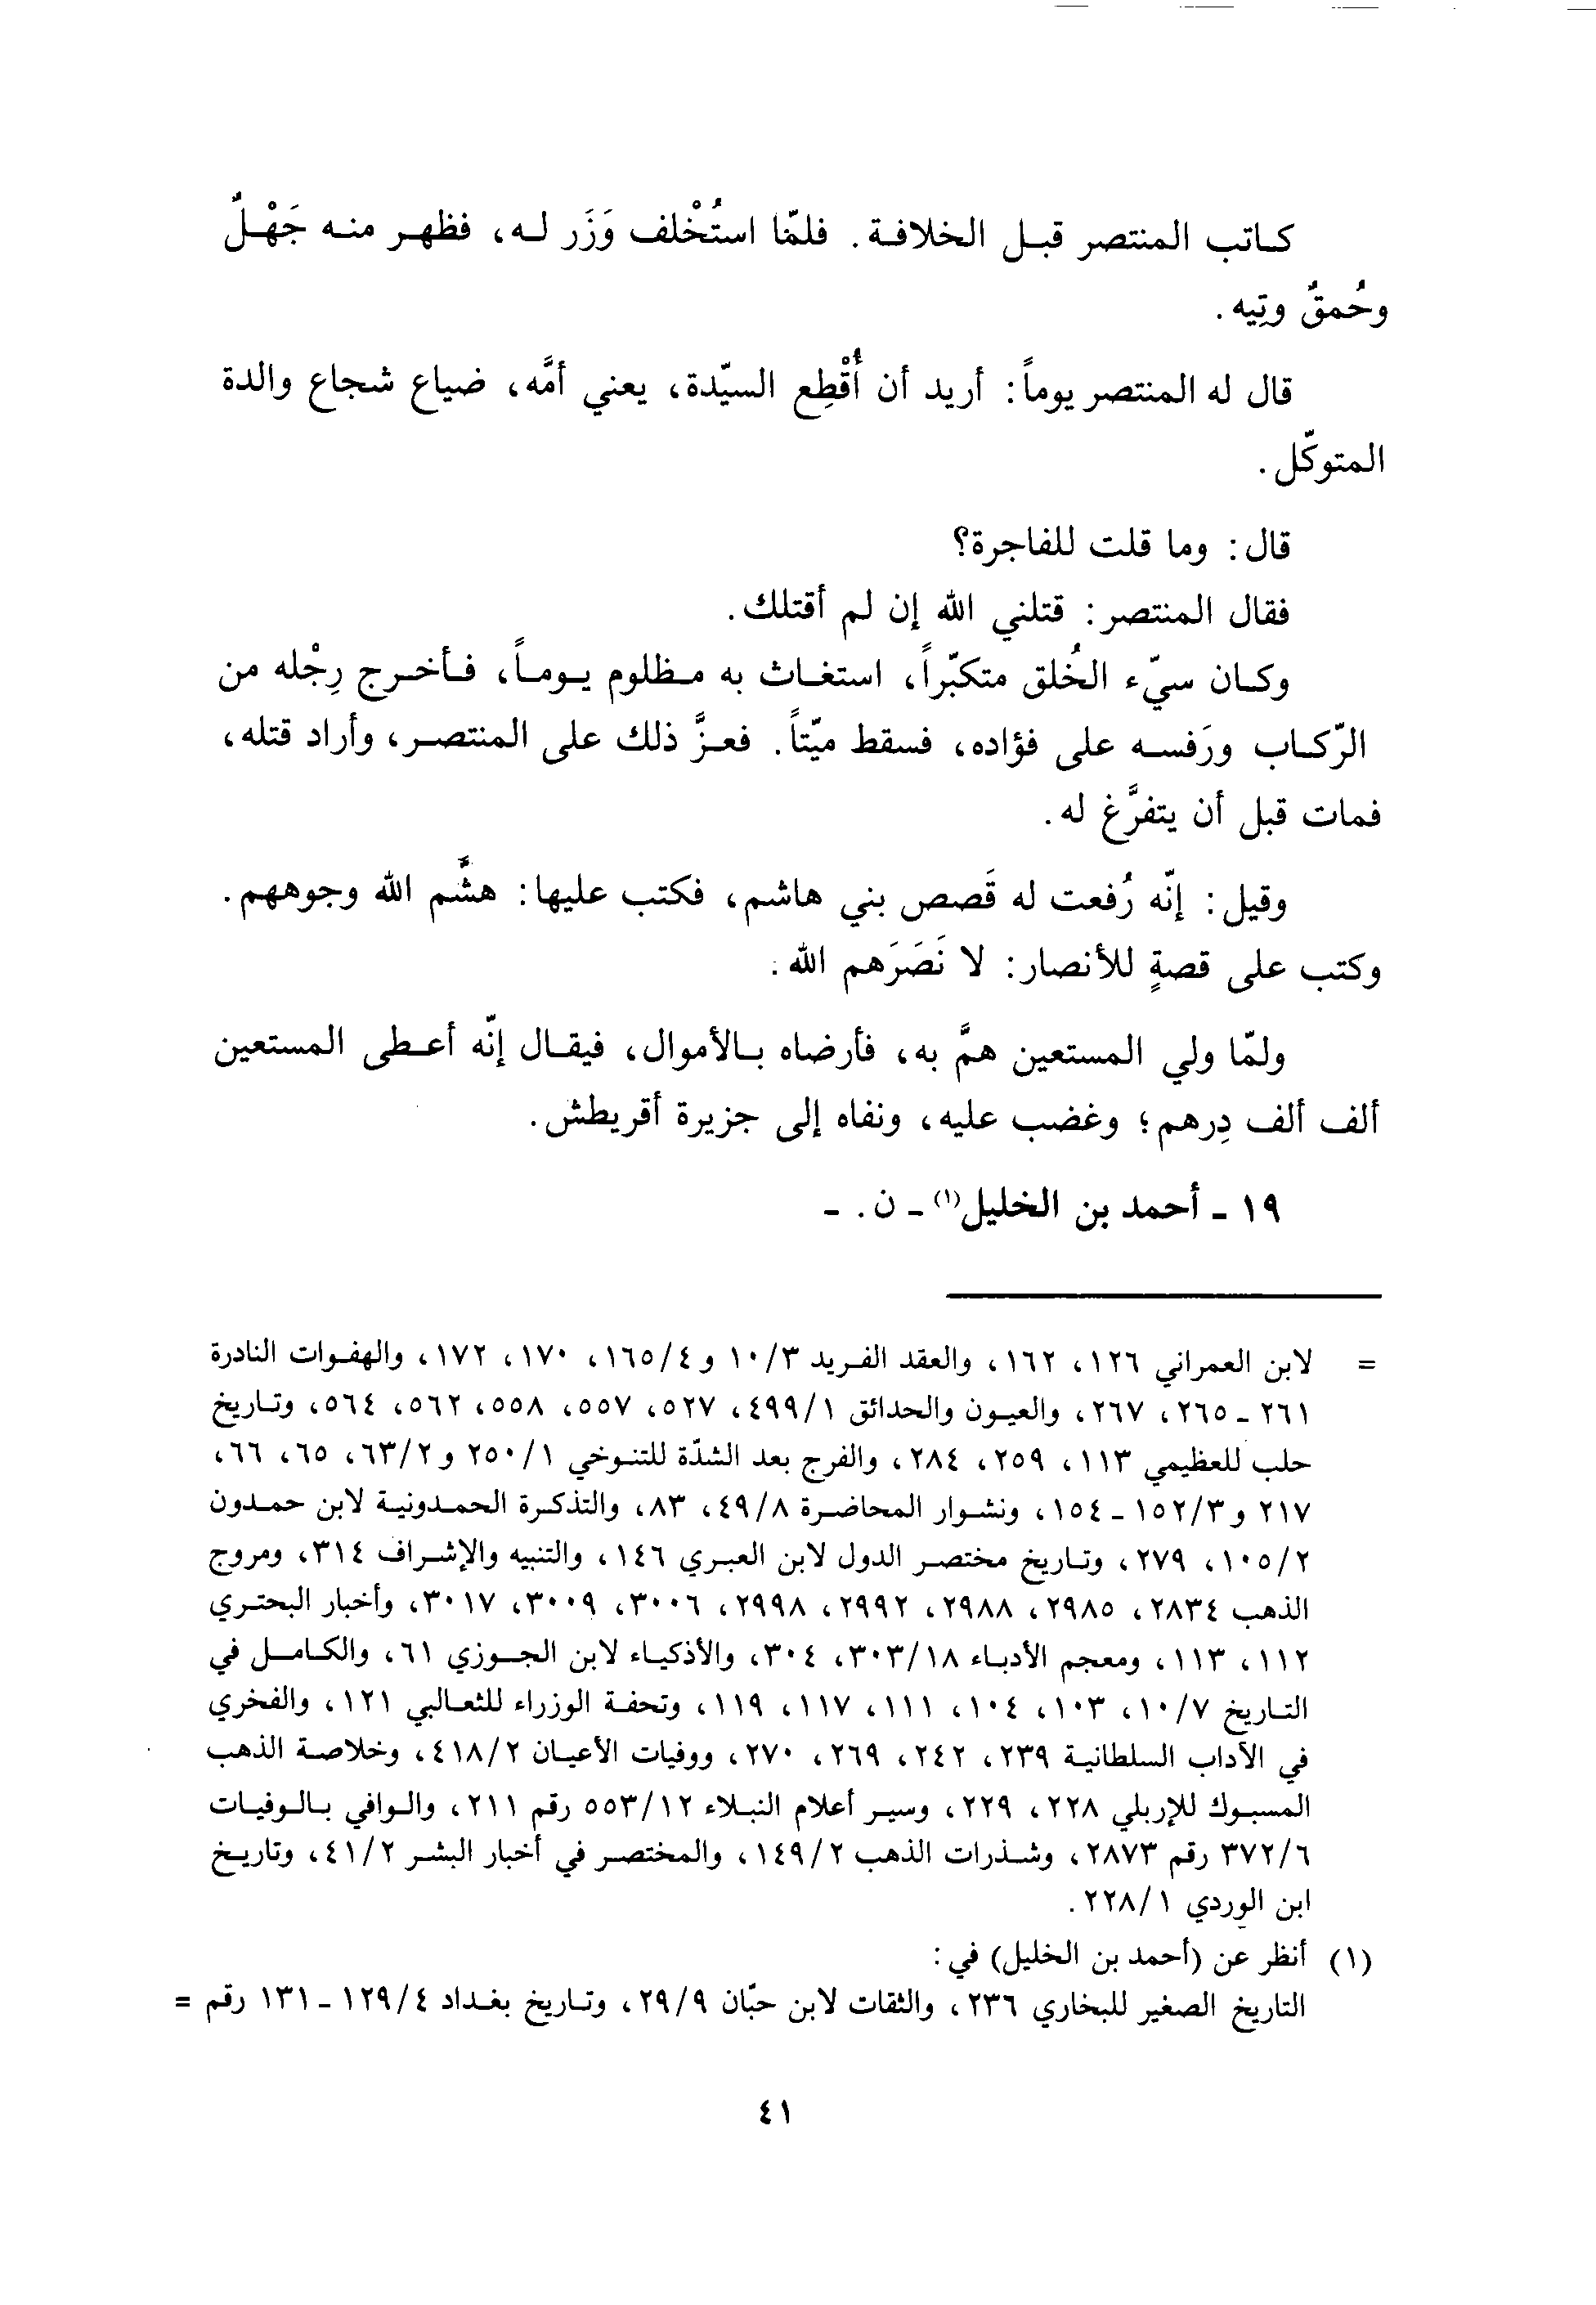 كاتب المنتصر قبل الخلافة. فلمّا استُخْلف وَزَر له، فظهر منه جَهْلٌ
وحُمقٌ وتِيه.
قال له المنتصر يوماً: أريد أن أُقْطِع السيّدة، يعني أمَّه، ضياع شجاع والدة
المتوكّل.
قال: وما قلت للفاجرة؟
فقال المنتصر: قتلني الله إن لم أقتلك.
وكان سيّء الخُلق متكبّراً، استغاث به مظلوم يوماً، فأخرج رِجْله من
الرّكاب ورَفسه على فؤاده، فسقط ميّتاً. فعزَّ ذلك على المنتصر، وأراد قتله،
فمات قبل أن يتفرَّغ له.
وقيل: إنّه رُفعت له قَصص بني هاشم، فكتب عليها: هشَّم الله وجوههم.
وكتب على قصةٍ للأنصار: لا نَصَرَهم الله.
ولمّا ولي المستعين همَّ به، فأرضاه بالأموال، فيقال إنّه أعطى المستعين
ألف ألف دِرهم؛ وغضب عليه، ونفاه إلى جزيرة أقريطش.
١٩ - أحمد بن الخليل(١) - ن. -
= لابن العمراني ١٢٦، ١٦٢، والعقد الفريد ١٠/٣ و١٦٥/٤، ١٧٠، ١٧٢، والهفوات النادرة
٢٦١ - ٢٦٥، ٢٦٧، والعيون والحدائق ٤٩٩/١، ٥٢٧، ٥٥٧، ٥٥٨، ٥٦٢، ٥٦٤، وتاريخ
حلب للعظيمي ١١٣، ٢٥٩، ٢٨٤، والفرج بعد الشدّة للتنوخي ٢٥٠/١ و٦٣/٢، ٦٥، ٦٦،
٢١٧ و١٥٢/٣ - ١٥٤، ونشوار المحاضرة ٤٩/٨، ٨٣، والتذكرة الحمدونية لابن حمدون
١٠٥/٢، ٢٧٩، وتاريخ مختصر الدول لابن العبري ١٤٦، والتنبيه والإشراف ٣١٤، ومروج
الذهب ٢٨٣٤، ٢٩٨٥، ٢٩٨٨، ٢٩٩٢، ٢٩٩٨، ٣٠٠٦، ٣٠٠٩، ٣٠١٧، وأخبار البحتري
١١٢، ١١٣، ومعجم الأدباء ٣٠٣/١٨، ٣٠٤، والأذكياء لابن الجوزي ٦١، والكامل في
التاريخ ١٠/٧، ١٠٣، ١٠٤، ١١١، ١١٧، ١١٩، وتحفة الوزراء للثعالبي ١٢١، والفخري
في الآداب السلطانية ٢٣٩، ٢٤٢، ٢٦٩، ٢٧٠، ووفيات الأعيان ٤١٨/٢، وخلاصة الذهب
المسبوك للإربلي ٢٢٨، ٢٢٩، وسير أعلام النبلاء ٥٥٣/١٢ رقم ٢١١، والوافي بالوفيات
٣٧٢/٦ رقم ٢٨٧٣، وشذرات الذهب ١٤٩/٢، والمختصر في أخبار البشر ٤١/٢، وتاريخ
ابن الوردي ٢٢٨/١.
(١) أنظر عن (أحمد بن الخليل) في:
التاريخ الصغير للبخاري ٢٣٦، والثقات لابن حبّان ٢٩/٩، وتاريخ بغداد ١٢٩/٤ - ١٣١ رقم =
٤١